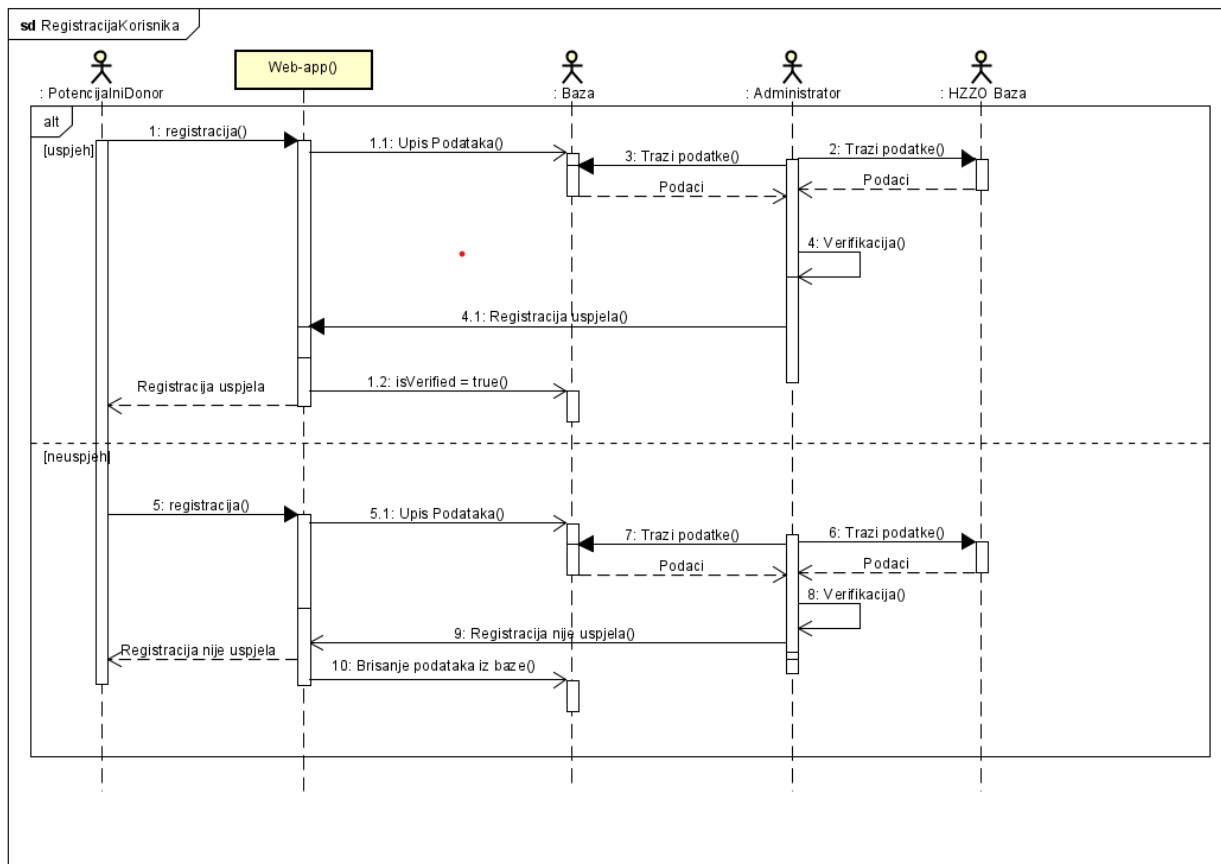 sd RegistracijaKorisnika
: PotencijalniDonor
Web-app()
: Baza
: Administrator
: HZZO Baza
alt
[uspjeh]
1: registracija()
1.1: Upis Podataka()
3: Trazi podatke()
2: Trazi podatke()
Podaci
Podaci
4: Verifikacija()
4.1: Registracija uspjela()
Registracija uspjela
1.2: isVerified = true()
[neuspjeh]
5: registracija()
5.1: Upis Podataka()
7: Trazi podatke()
6: Trazi podatke()
Podaci
Podaci
8: Verifikacija()
9: Registracija nije uspjela()
Registracija nije uspjela
10: Brisanje podataka iz baze()